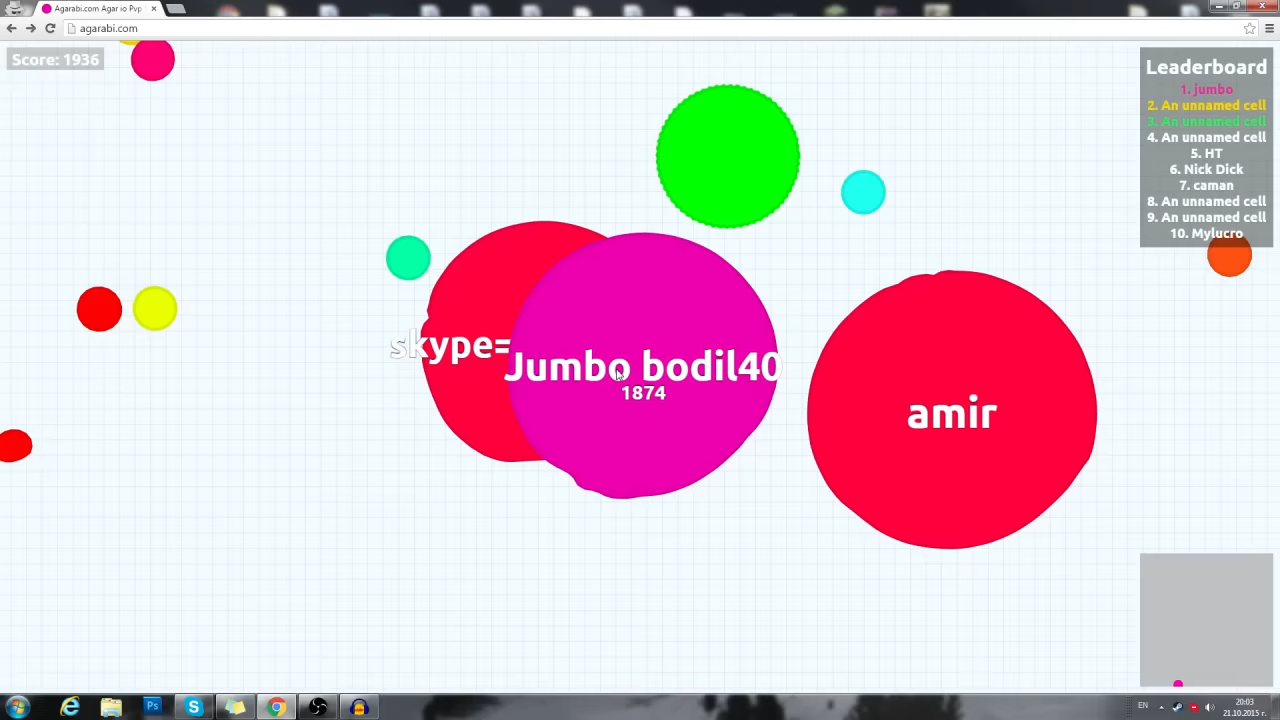 Agarabi.com Agar io Pvp
agarabi.com
Score: 1936
Leaderboard
1. jumbo
2. An unnamed cell
3. An unnamed cell
4. An unnamed cell
5. HT
6. Nick Dick
7. caman
8. An unnamed cell
9. An unnamed cell
10. Mylucro
skype=
Jumbo bodil40
1874
amir
Ps
EN
20:03
21.10.2015 г.